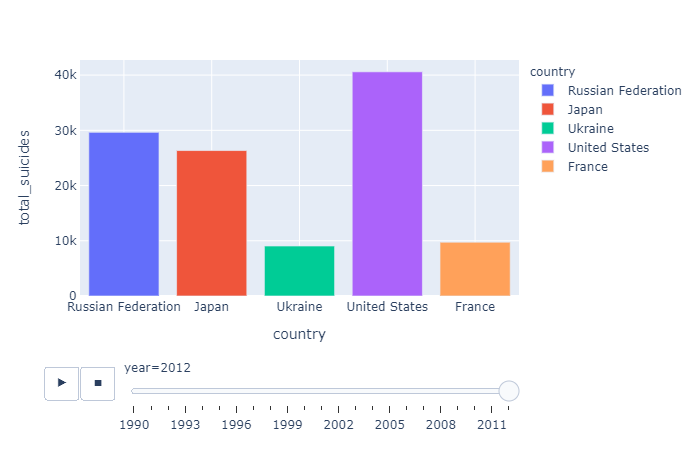 40k
30k
20k
10k
0
total_suicides
Russian Federation Japan Ukraine United States France
country
country
Russian Federation
Japan
Ukraine
United States
France
year=2012
1990 1993 1996 1999 2002 2005 2008 2011